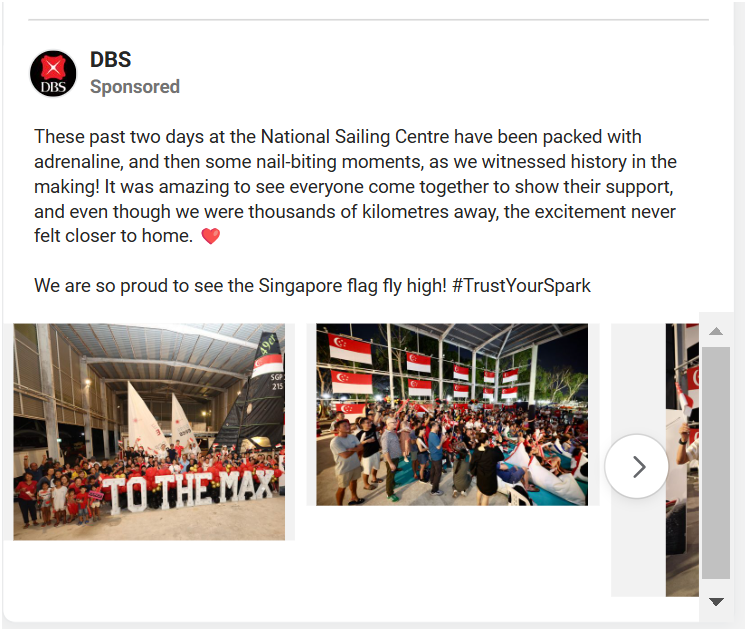 DBS
DBS
Sponsored
These past two days at the National Sailing Centre have been packed with
adrenaline, and then some nail-biting moments, as we witnessed history in the
making! It was amazing to see everyone come together to show their support,
and even though we were thousands of kilometres away, the excitement never
felt closer to home. ❤️
We are so proud to see the Singapore flag fly high! #TrustYourSpark
49er
SGP
215
TO THE MAX